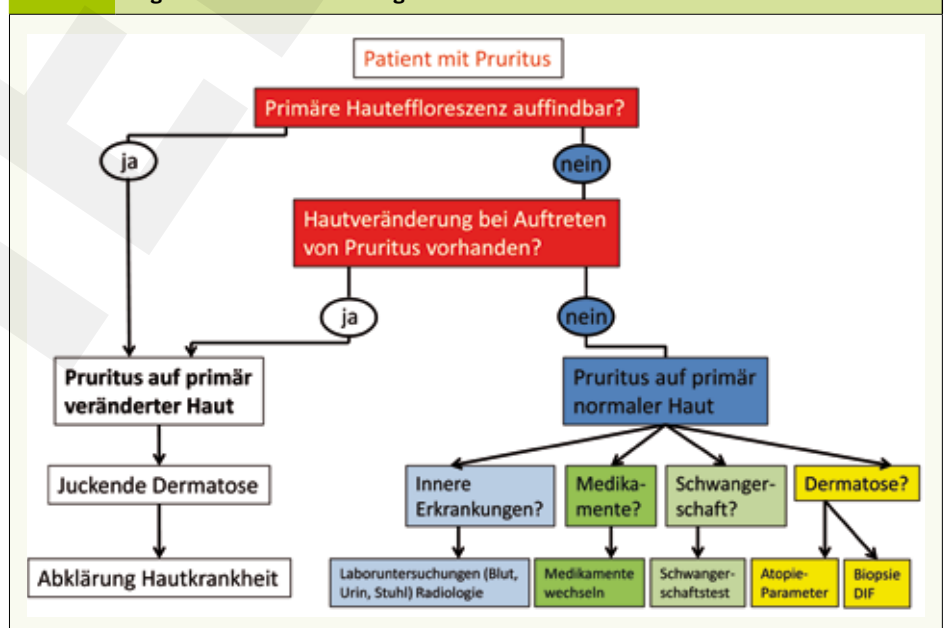 Patient mit Pruritus
Primäre Hauteffloreszenz auffindbar?
ja
nein
Hautveränderung bei Auftreten
von Pruritus vorhanden?
ja
nein
Pruritus auf primär
veränderter Haut
Pruritus auf primär
normaler Haut
Juckende Dermatose
Innere
Erkrankungen?
Medika-
mente?
Schwanger-
schaft?
Dermatose?
Abklärung Hautkrankheit
Laboruntersuchungen (Blut,
Urin, Stuhl) Radiologie
Medikamente
wechseln
Schwanger-
schaftstest
Atopie-
Parameter
Biopsie
DIF